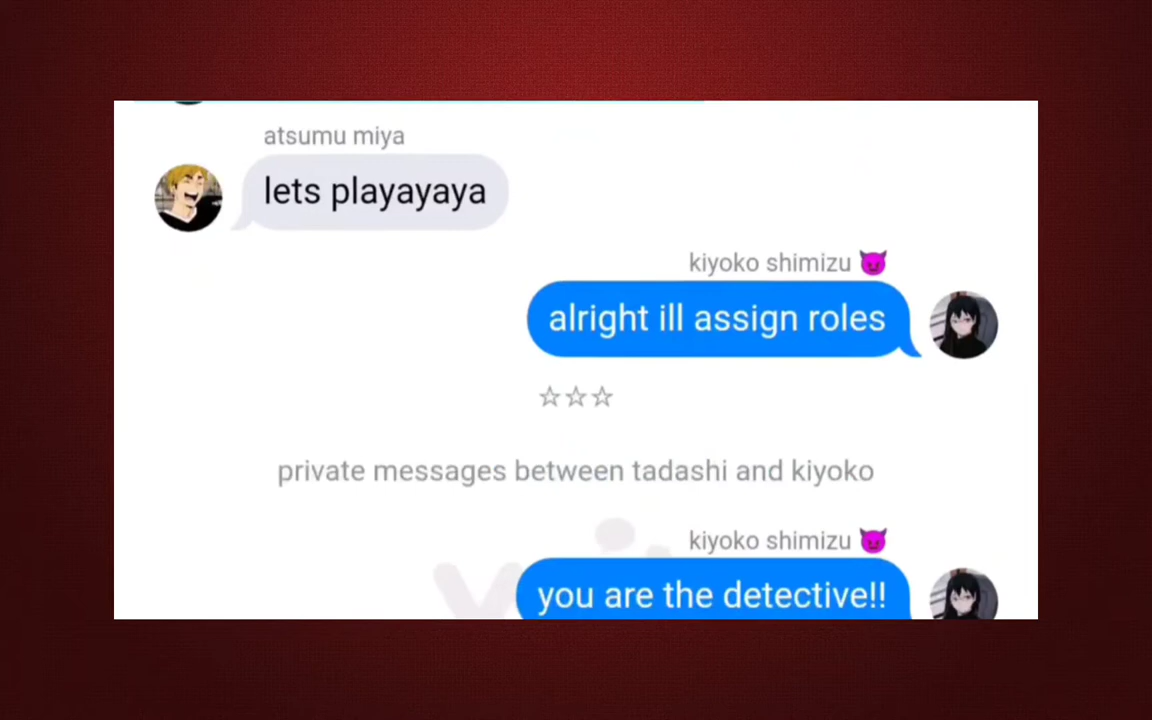 atsumu miya
lets playayaya
kiyoko shimizu 😈
alright ill assign roles
☆☆☆
private messages between tadashi and kiyoko
kiyoko shimizu 😈
you are the detective!!